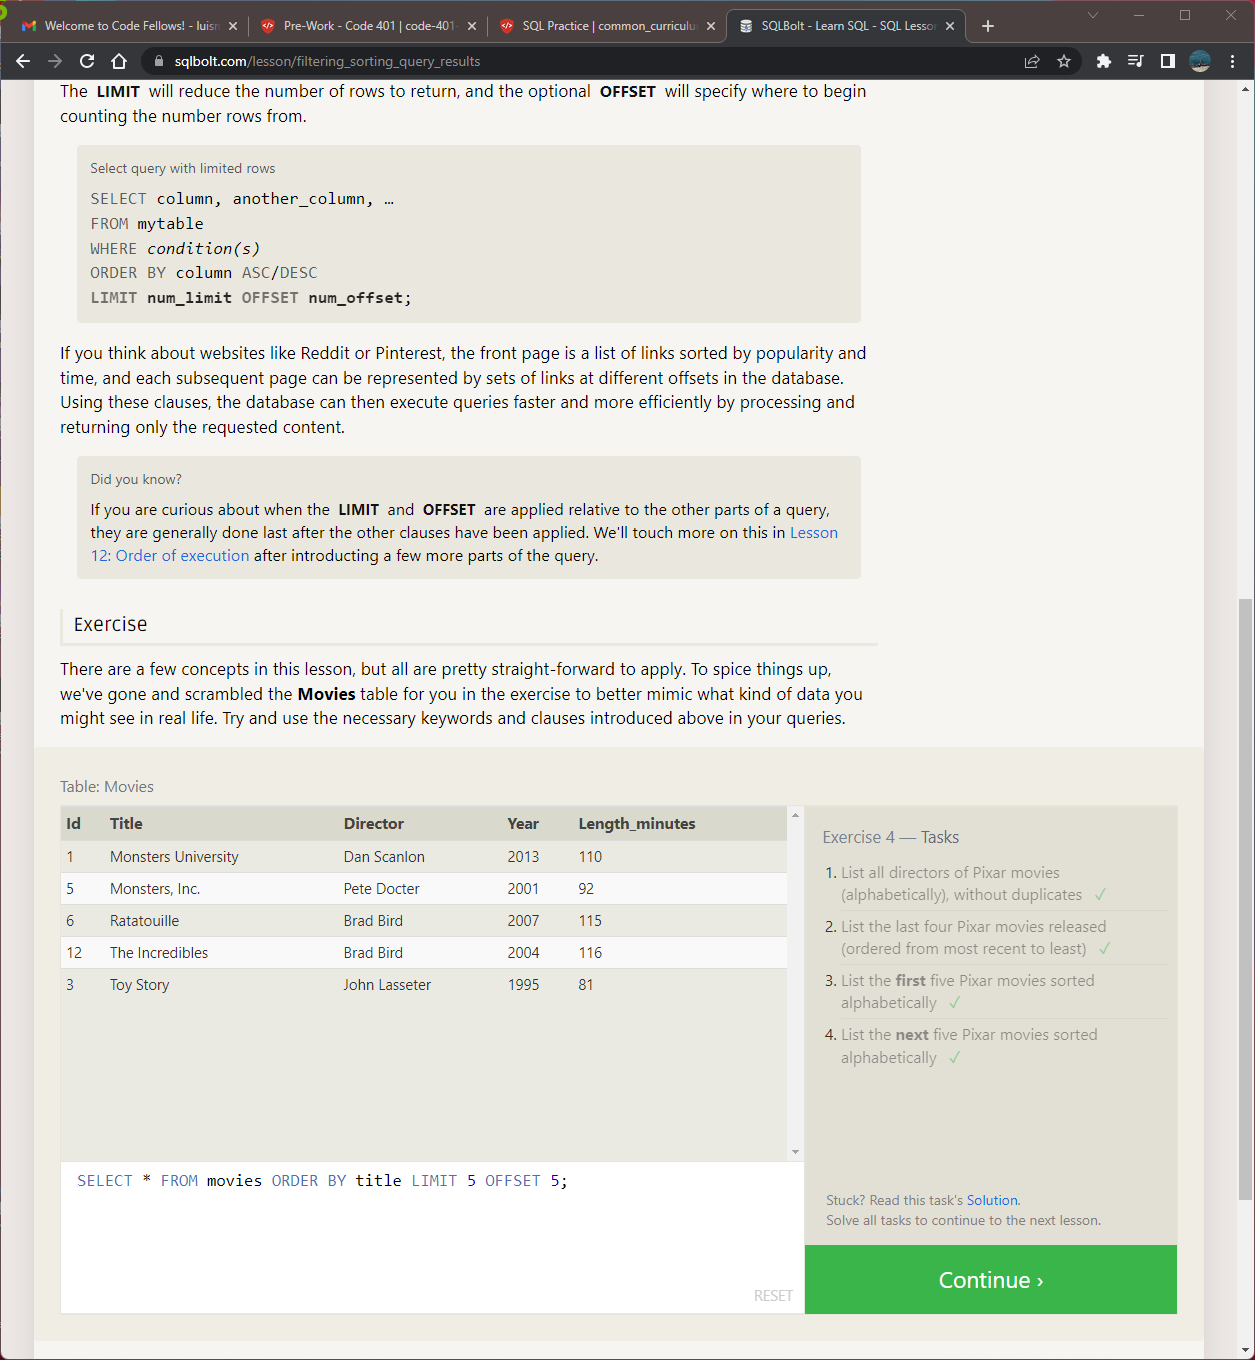 Welcome to Code Fellows! - luisn
Pre-Work - Code 401 | code-401-
SQL Practice | common_curriculu
SQLBolt - Learn SQL - SQL Lesson
sqlbolt.com/lesson/filtering_sorting_query_results
The LIMIT will reduce the number of rows to return, and the optional OFFSET will specify where to begin
counting the number rows from.
Select query with limited rows
SELECT column, another_column, …
FROM mytable
WHERE condition(s)
ORDER BY column ASC/DESC
LIMIT num_limit OFFSET num_offset;
If you think about websites like Reddit or Pinterest, the front page is a list of links sorted by popularity and
time, and each subsequent page can be represented by sets of links at different offsets in the database.
Using these clauses, the database can then execute queries faster and more efficiently by processing and
returning only the requested content.
Did you know?
If you are curious about when the LIMIT and OFFSET are applied relative to the other parts of a query,
they are generally done last after the other clauses have been applied. We'll touch more on this in Lesson
12: Order of execution after introducting a few more parts of the query.
Exercise
There are a few concepts in this lesson, but all are pretty straight-forward to apply. To spice things up,
we've gone and scrambled the Movies table for you in the exercise to better mimic what kind of data you
might see in real life. Try and use the necessary keywords and clauses introduced above in your queries.
Table: Movies
Id Title Director Year Length_minutes
1 Monsters University Dan Scanlon 2013 110
5 Monsters, Inc. Pete Docter 2001 92
6 Ratatouille Brad Bird 2007 115
12 The Incredibles Brad Bird 2004 116
3 Toy Story John Lasseter 1995 81
SELECT * FROM movies ORDER BY title LIMIT 5 OFFSET 5;
RESET
Exercise 4 — Tasks
1. List all directors of Pixar movies
(alphabetically), without duplicates ✓
2. List the last four Pixar movies released
(ordered from most recent to least) ✓
3. List the first five Pixar movies sorted
alphabetically ✓
4. List the next five Pixar movies sorted
alphabetically ✓
Stuck? Read this task's Solution.
Solve all tasks to continue to the next lesson.
Continue ›